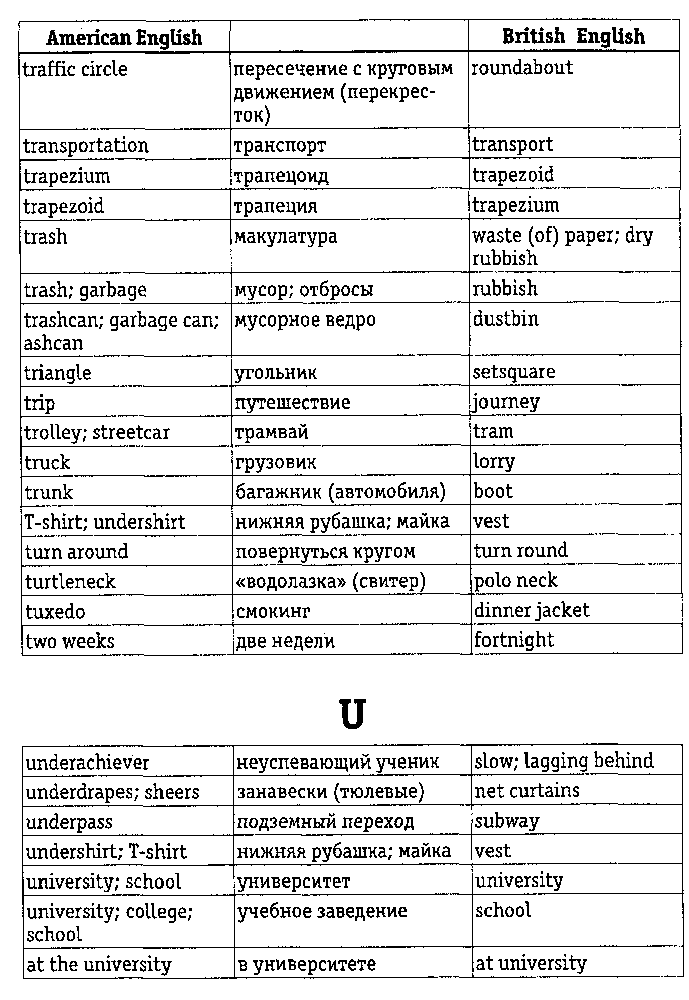 American English British English
traffic circle пересечение с круговым roundabout
движением (перекрес-
ток)
transportation транспорт transport
trapezium трапецоид trapezoid
trapezoid трапеция trapezium
trash макулатура waste (of) paper; dry
rubbish
trash; garbage мусор; отбросы rubbish
trashcan; garbage can; мусорное ведро dustbin
ashcan
triangle угольник setsquare
trip путешествие journey
trolley; streetcar трамвай tram
truck грузовик lorry
trunk багажник (автомобиля) boot
T-shirt; undershirt нижняя рубашка; майка vest
turn around повернуться кругом turn round
turtleneck «водолазка» (свитер) polo neck
tuxedo смокинг dinner jacket
two weeks две недели fortnight
U
underachiever неуспевающий ученик slow; lagging behind
underdrapes; sheers занавески (тюлевые) net curtains
underpass подземный переход subway
undershirt; T-shirt нижняя рубашка; майка vest
university; school университет university
university; college; учебное заведение school
school
at the university в университете at university